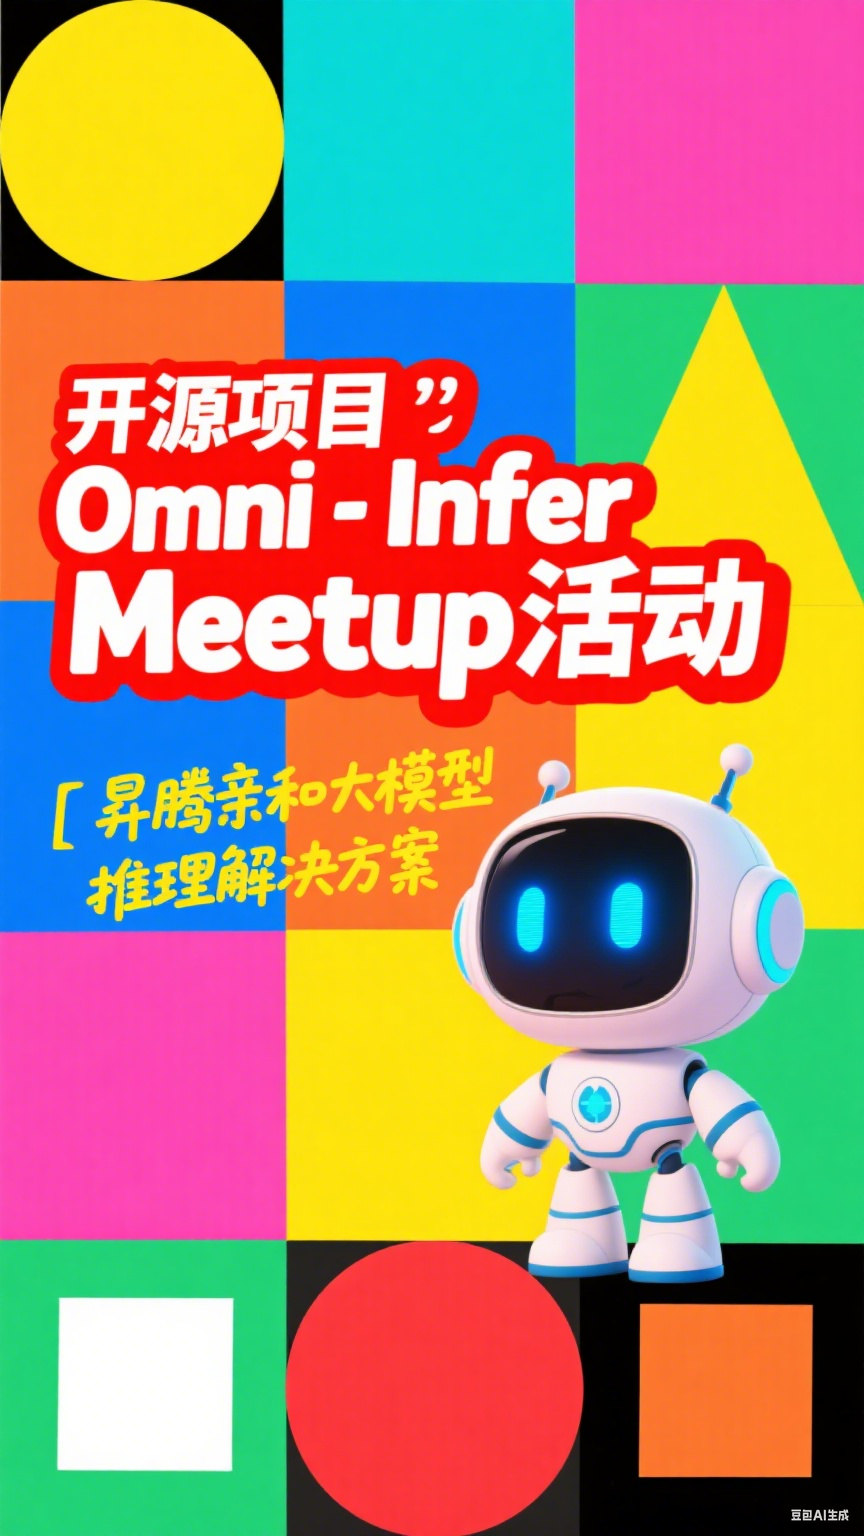 开源项目”
Omni - Infer
Meetup活动
[ 昇腾亲和大模型
推理解决方案
豆包AI生成